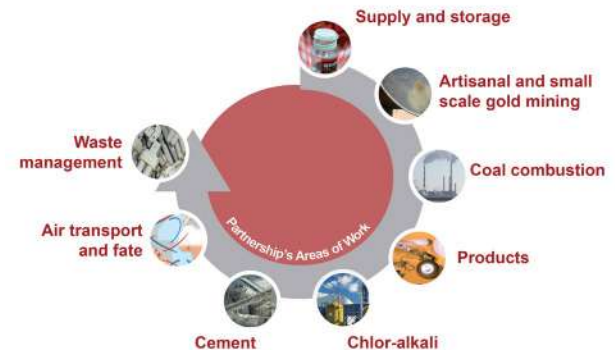 Supply and storage
Artisanal and small
scale gold mining
Coal combustion
Products
Chlor-alkali
Cement
Air transport
and fate
Waste
management
Partnership's Areas of Work